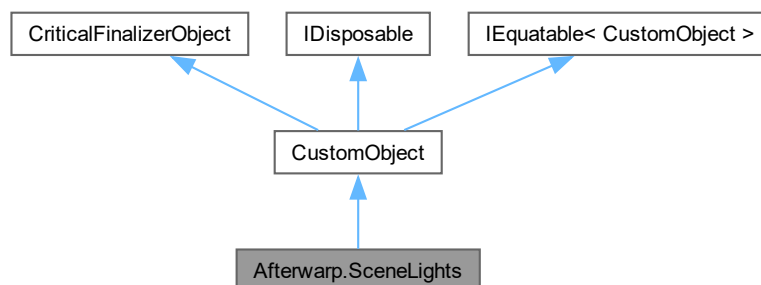 CriticalFinalizerObject
IDisposable
IEquatable< CustomObject >
CustomObject
Afterwarp.SceneLights